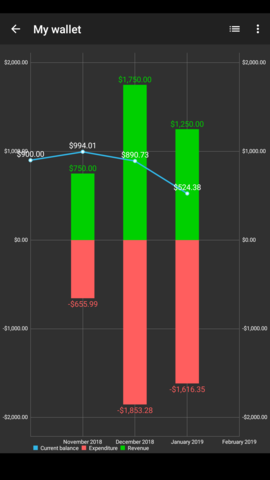 My wallet
$2,000.00
$1,750.00
$1,250.00
$1,000.00
$900.00
$994.01
$890.73
$1,000.00
$750.00
$524.38
$0.00
$0.00
-$655.99
-$1,000.00
-$1,000.00
-$1,616.35
-$1,853.28
-$2,000.00
-$2,000.00
$2,000.00
November 2018
December 2018
January 2019
February 2019
Current balance
Expenditure
Revenue